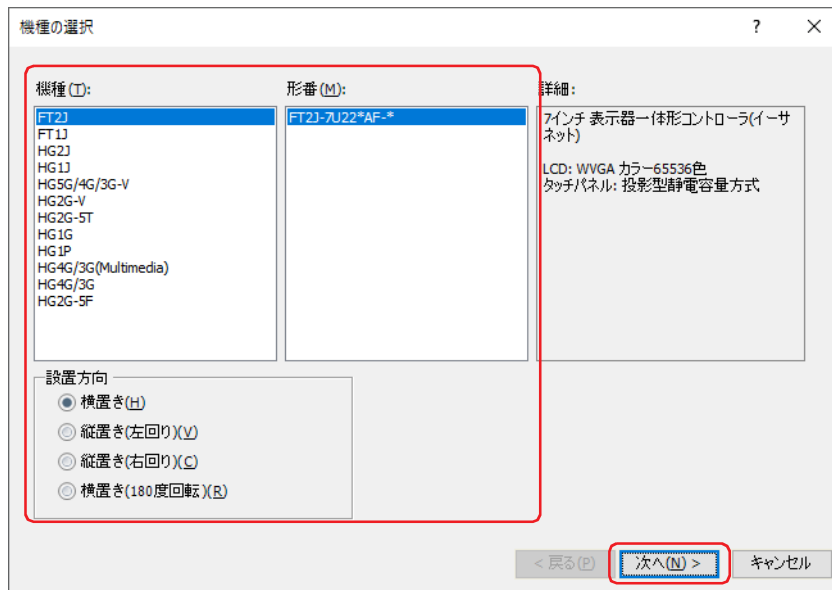 機種の選択
機種(T):
FT2J
FT1J
HG2J
HG1J
HG5G/4G/3G-V
HG2G-V
HG2G-5T
HG1G
HG1P
HG4G/3G(Multimedia)
HG4G/3G
HG2G-5F
形番(M):
FT2J-7U22*AF-*
詳細:
7インチ 表示器一体形コントローラ(イーサ
ネット)
LCD: WVGA カラー65536色
タッチパネル: 投影型静電容量方式
設置方向
横置き(H)
縦置き(左回り)(V)
縦置き(右回り)(C)
横置き(180度回転)(R)
< 戻る(P)
次へ(N) >
キャンセル